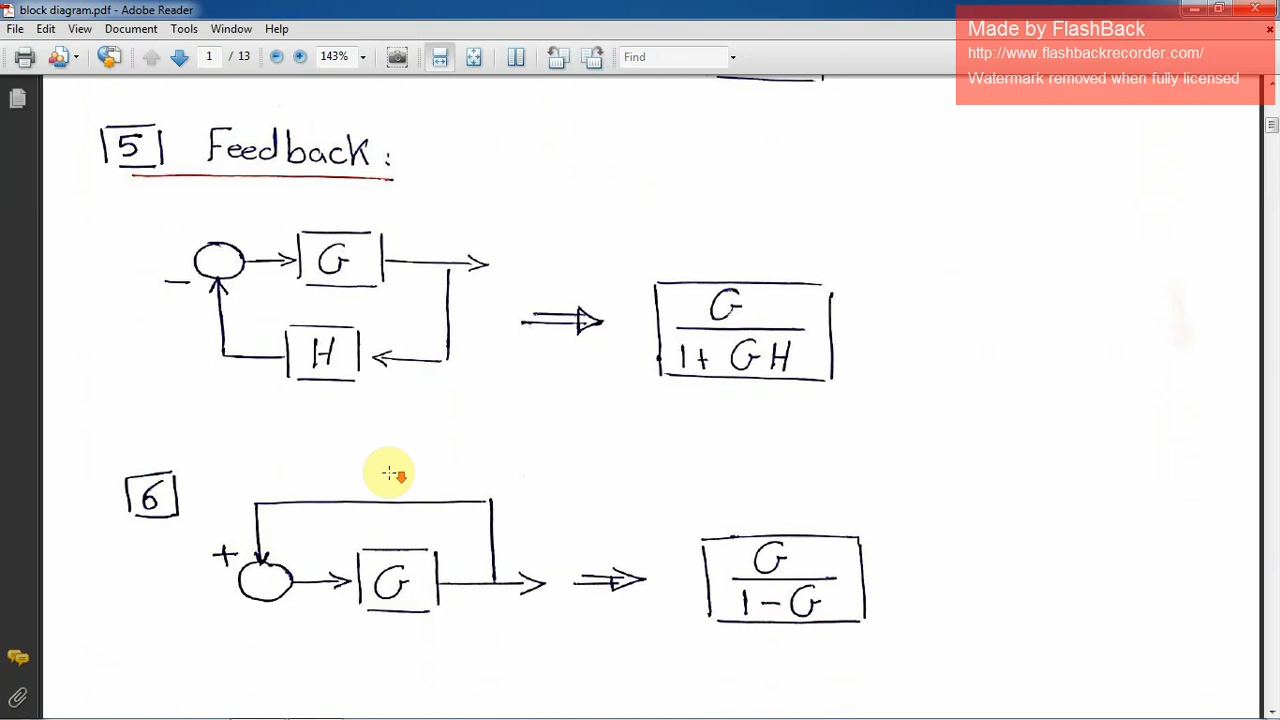 block diagram.pdf - Adobe Reader
File Edit View Document Tools Window Help
1 / 13 143% Find
Made by FlashBack
http://www.flashbackrecorder.com/
Watermark removed when fully licensed
5 Feedback:
G
−
H
G
1 + GH
6
+
G
G
1 - G